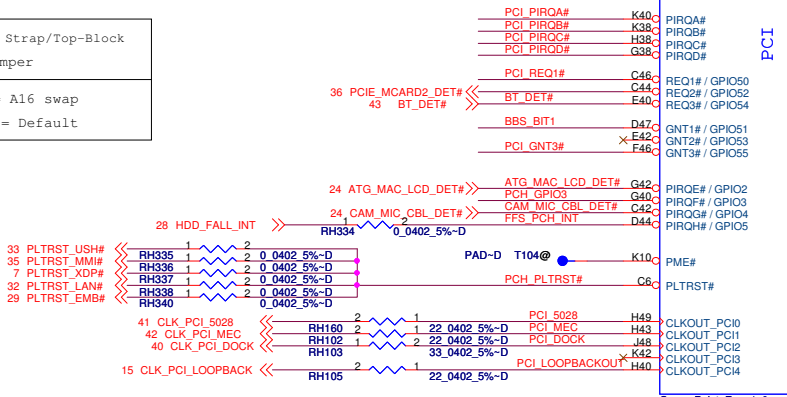 Strap/Top-Block
mper
A16 swap
= Default
PCI
PCI_PIRQA# K40 PIRQA#
PCI_PIRQB# K38 PIRQB#
PCI_PIRQC# H38 PIRQC#
PCI_PIRQD# G38 PIRQD#
PCI_REQ1# C46 REQ1# / GPIO50
36 PCIE_MCARD2_DET# C44 REQ2# / GPIO52
43 BT_DET# BT_DET# E40 REQ3# / GPIO54
BBS_BIT1 D47 GNT1# / GPIO51
E42 GNT2# / GPIO53
PCI_GNT3# F46 GNT3# / GPIO55
24 ATG_MAC_LCD_DET# ATG_MAC_LCD_DET# G42 PIRQE# / GPIO2
PCH_GPIO3 G40 PIRQF# / GPIO3
24 CAM_MIC_CBL_DET# CAM_MIC_CBL_DET# C42 PIRQG# / GPIO4
28 HDD_FALL_INT 1 2 FFS_PCH_INT D44 PIRQH# / GPIO5
RH334 0_0402_5%~D
33 PLTRST_USH# 1 2
RH335 0_0402_5%~D
35 PLTRST_MMI# 1 2
RH336 0_0402_5%~D
7 PLTRST_XDP# 1 2
RH337 0_0402_5%~D
32 PLTRST_LAN# 1 2
RH338 0_0402_5%~D
29 PLTRST_EMB# 1 2
RH340 0_0402_5%~D
PAD~D T104@ K10 PME#
PCH_PLTRST# C6 PLTRST#
41 CLK_PCI_5028 2 1 PCI_5028 H49 CLKOUT_PCI0
RH160 22_0402_5%~D
42 CLK_PCI_MEC 2 1 PCI_MEC H43 CLKOUT_PCI1
RH102 22_0402_5%~D
40 CLK_PCI_DOCK 1 2 PCI_DOCK J48 CLKOUT_PCI2
RH103 33_0402_5%~D
K42 CLKOUT_PCI3
15 CLK_PCI_LOOPBACK 2 1 PCI_LOOPBACKOUT H40 CLKOUT_PCI4
RH105 22_0402_5%~D